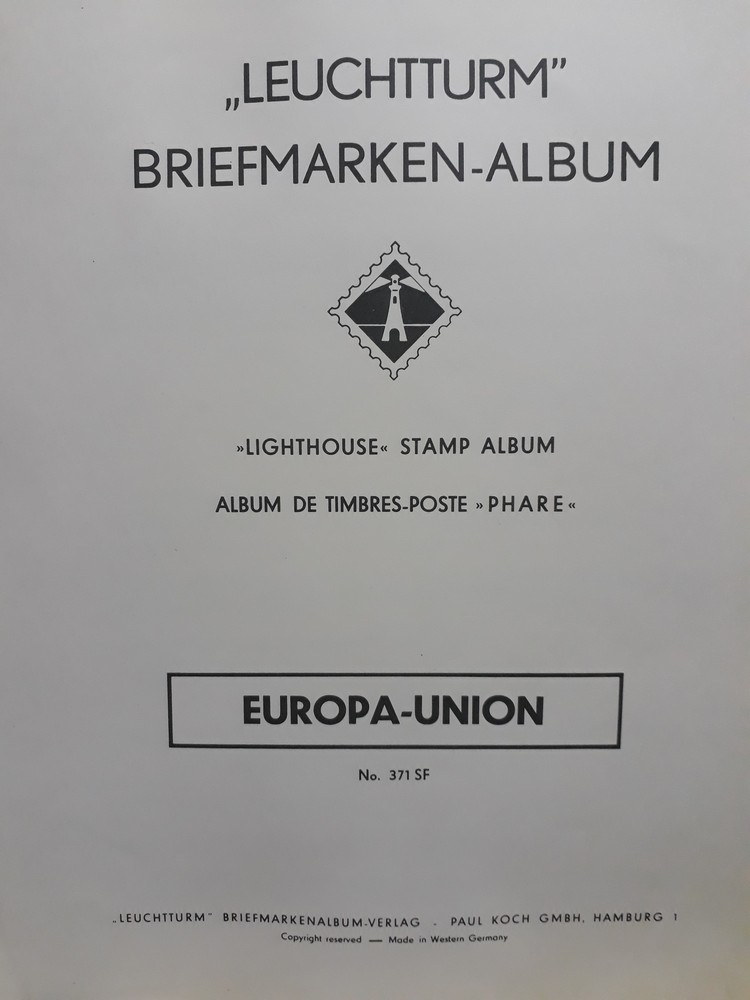 „LEUCHTTURM”
BRIEFMARKEN-ALBUM
»LIGHTHOUSE« STAMP ALBUM
ALBUM DE TIMBRES-POSTE »PHARE«
EUROPA-UNION
No. 371 SF
„LEUCHTTURM” BRIEFMARKENALBUM-VERLAG - PAUL KOCH GMBH, HAMBURG 1
Copyright reserved — Made in Western Germany